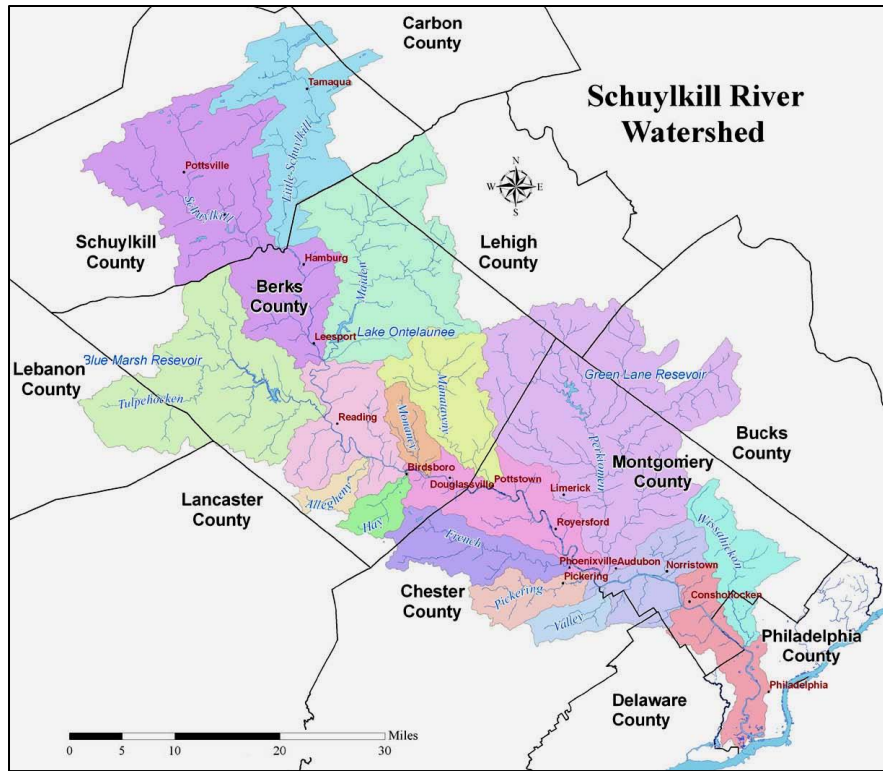 Carbon
County
Schuylkill River
Watershed
Tamaqua
Little-Schuylkill
Pottsville
Schuylkill
N
W
E
S
Schuylkill
County
Lehigh
County
Hamburg
Berks
County
Maiden
Leesport
Lake Ontelaunee
Blue Marsh Resevoir
Lebanon
County
Tulpehocken
Green Lane Resevoir
Manatawny
Monancy
Reading
Perkiomen
Bucks
County
Montgomery
County
Birdsboro
Douglassville
Pottstown
Limerick
Lancaster
County
Allegheny
Hay
Royersford
French
Wissahickon
Phoenixville
Audubon
Norristown
Pickering
Chester
County
Pickering
Conshohocken
Valley
Philadelphia
County
Philadelphia
Delaware
County
Miles
0
5
10
20
30